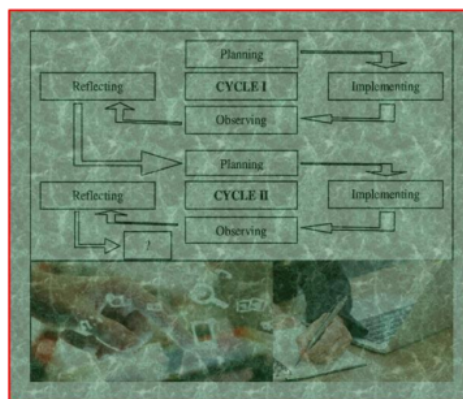 Planning
Reflecting
CYCLE I
Implementing
Observing
Planning
Reflecting
CYCLE II
Implementing
Observing
?